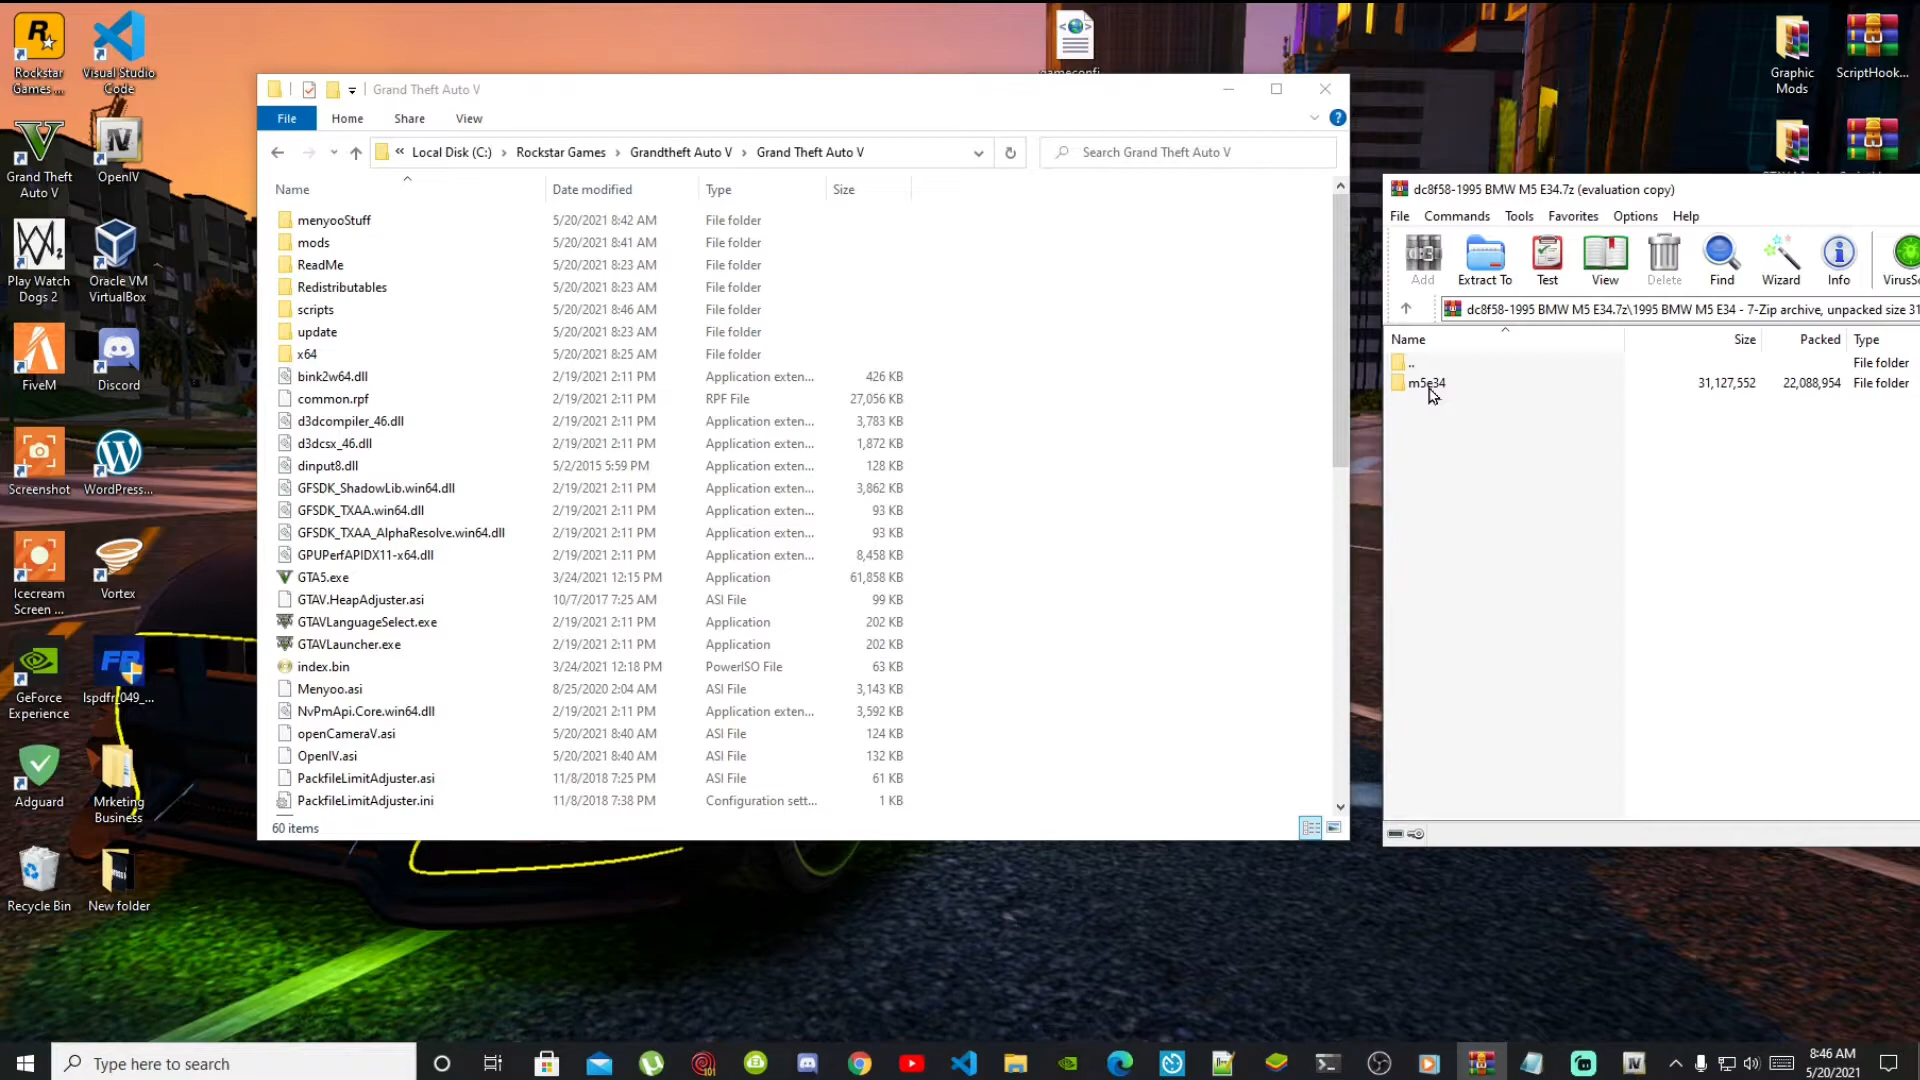 Rockstar
Games ...
Visual Studio
Code
Grand Theft
Auto V
OpenIV
Play Watch
Dogs 2
Oracle VM
VirtualBox
FiveM
Discord
Screenshot
WordPress...
Icecream
Screen ...
Vortex
GeForce
Experience
lspdfr_049_...
Adguard
Mrketing
Business
Recycle Bin
New folder
Graphic
Mods
ScriptHook...
Grand Theft Auto V
File Home Share View
« Local Disk (C:) › Rockstar Games › Grandtheft Auto V › Grand Theft Auto V
Search Grand Theft Auto V
Name Date modified Type Size
menyooStuff 5/20/2021 8:42 AM File folder
mods 5/20/2021 8:41 AM File folder
ReadMe 5/20/2021 8:23 AM File folder
Redistributables 5/20/2021 8:23 AM File folder
scripts 5/20/2021 8:46 AM File folder
update 5/20/2021 8:23 AM File folder
x64 5/20/2021 8:25 AM File folder
bink2w64.dll 2/19/2021 2:11 PM Application exten... 426 KB
common.rpf 2/19/2021 2:11 PM RPF File 27,056 KB
d3dcompiler_46.dll 2/19/2021 2:11 PM Application exten... 3,783 KB
d3dcsx_46.dll 2/19/2021 2:11 PM Application exten... 1,872 KB
dinput8.dll 5/2/2015 5:59 PM Application exten... 128 KB
GFSDK_ShadowLib.win64.dll 2/19/2021 2:11 PM Application exten... 3,862 KB
GFSDK_TXAA.win64.dll 2/19/2021 2:11 PM Application exten... 93 KB
GFSDK_TXAA_AlphaResolve.win64.dll 2/19/2021 2:11 PM Application exten... 93 KB
GPUPerfAPIDX11-x64.dll 2/19/2021 2:11 PM Application exten... 8,458 KB
GTA5.exe 3/24/2021 12:15 PM Application 61,858 KB
GTAV.HeapAdjuster.asi 10/7/2017 7:25 AM ASI File 99 KB
GTAVLanguageSelect.exe 2/19/2021 2:11 PM Application 202 KB
GTAVLauncher.exe 2/19/2021 2:11 PM Application 202 KB
index.bin 3/24/2021 12:18 PM PowerISO File 63 KB
Menyoo.asi 8/25/2020 2:04 AM ASI File 3,143 KB
NvPmApi.Core.win64.dll 2/19/2021 2:11 PM Application exten... 3,592 KB
openCameraV.asi 5/20/2021 8:40 AM ASI File 124 KB
OpenIV.asi 5/20/2021 8:40 AM ASI File 132 KB
PackfileLimitAdjuster.asi 11/8/2018 7:25 PM ASI File 61 KB
PackfileLimitAdjuster.ini 11/8/2018 7:38 PM Configuration sett... 1 KB
60 items
dc8f58-1995 BMW M5 E34.7z (evaluation copy)
File Commands Tools Favorites Options Help
Add Extract To Test View Delete Find Wizard Info VirusSc
dc8f58-1995 BMW M5 E34.7z\1995 BMW M5 E34 - 7-Zip archive, unpacked size 31
Name Size Packed Type
.. File folder
m5e34 31,127,552 22,088,954 File folder
Type here to search
8:46 AM
5/20/2021